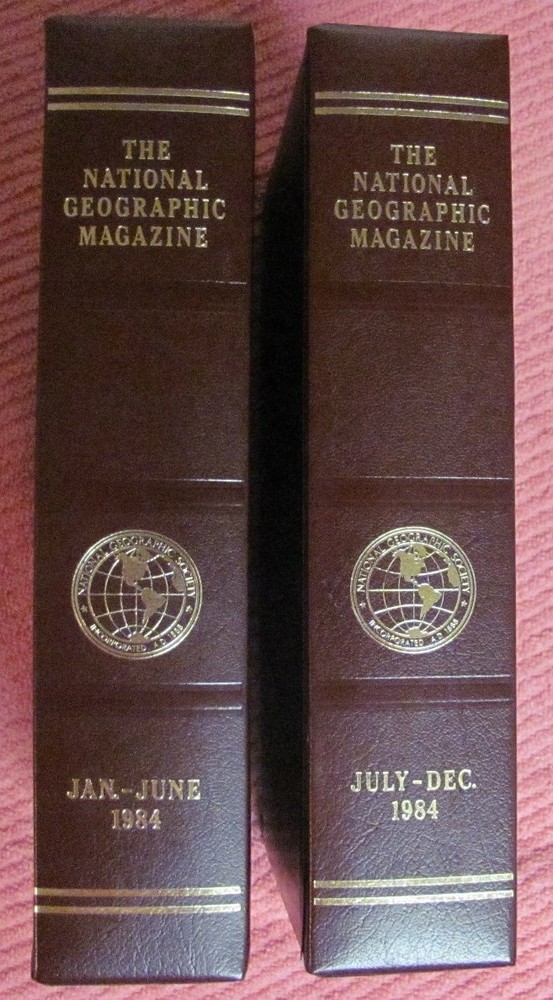 THE
NATIONAL
GEOGRAPHIC
MAGAZINE
NATIONAL GEOGRAPHIC SOCIETY
INCORPORATED A.D. 1888
JAN.-JUNE
1984
THE
NATIONAL
GEOGRAPHIC
MAGAZINE
NATIONAL GEOGRAPHIC SOCIETY
INCORPORATED A.D. 1888
JULY-DEC.
1984